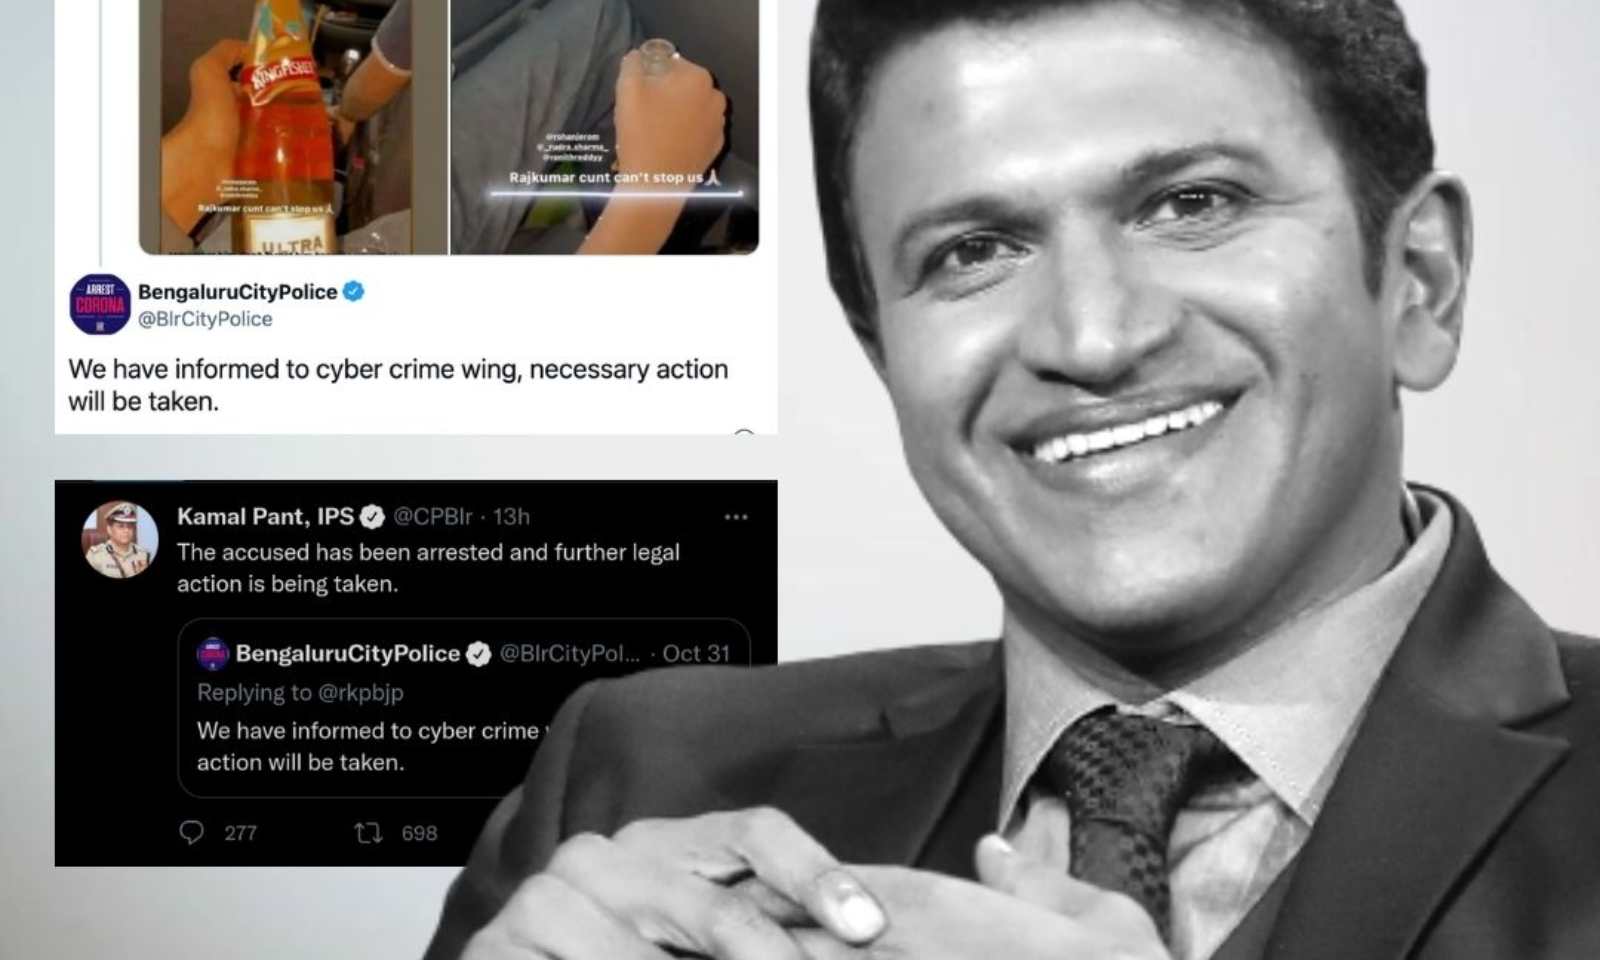 KINGFISHER
Rajkumar cunt can't stop us🙏
ULTRA
@rohanjerom
@_rudra.sharma_
Rajkumar cunt can't stop us🙏
ARREST
CORONA
BengaluruCityPolice
@BlrCityPolice
We have informed to cyber crime wing, necessary action
will be taken.
Kamal Pant, IPS @CPBlr · 13h
The accused has been arrested and further legal
action is being taken.
BengaluruCityPolice @BlrCityPol... · Oct 31
Replying to @rkpbjp
We have informed to cyber crime
action will be taken.
277 698